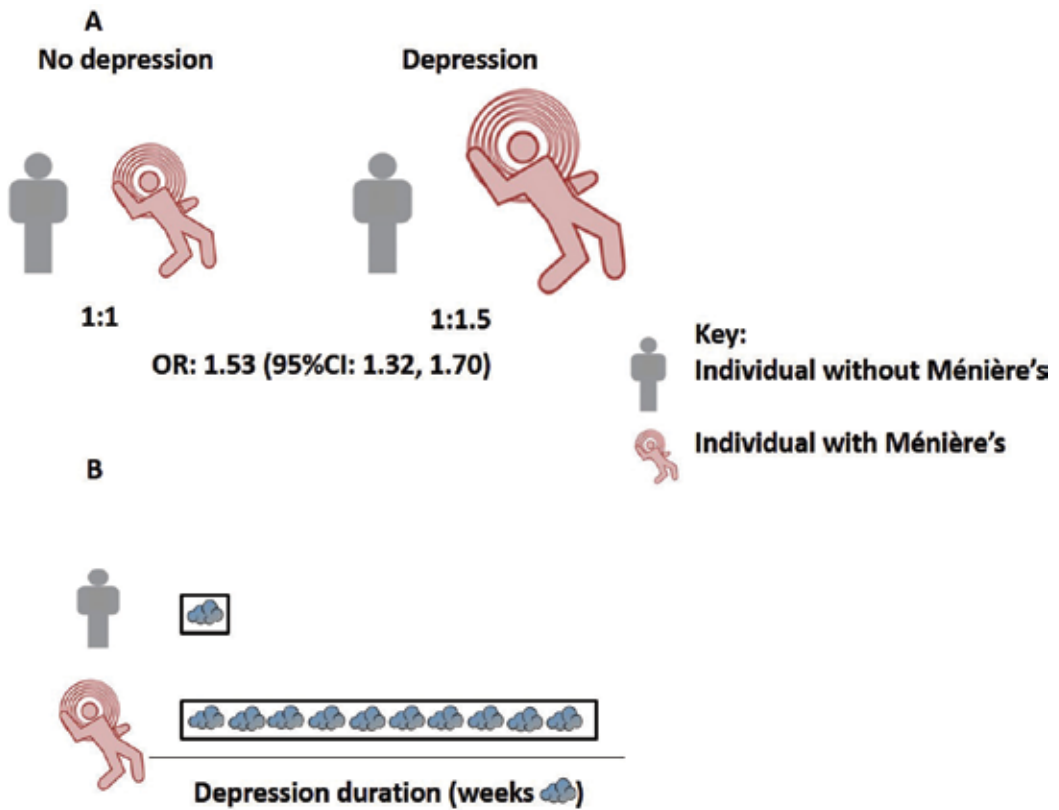 A
No depression Depression
1:1 1:1.5
OR: 1.53 (95%CI: 1.32, 1.70)
Key:
Individual without Ménière's
Individual with Ménière's
B
Depression duration (weeks )